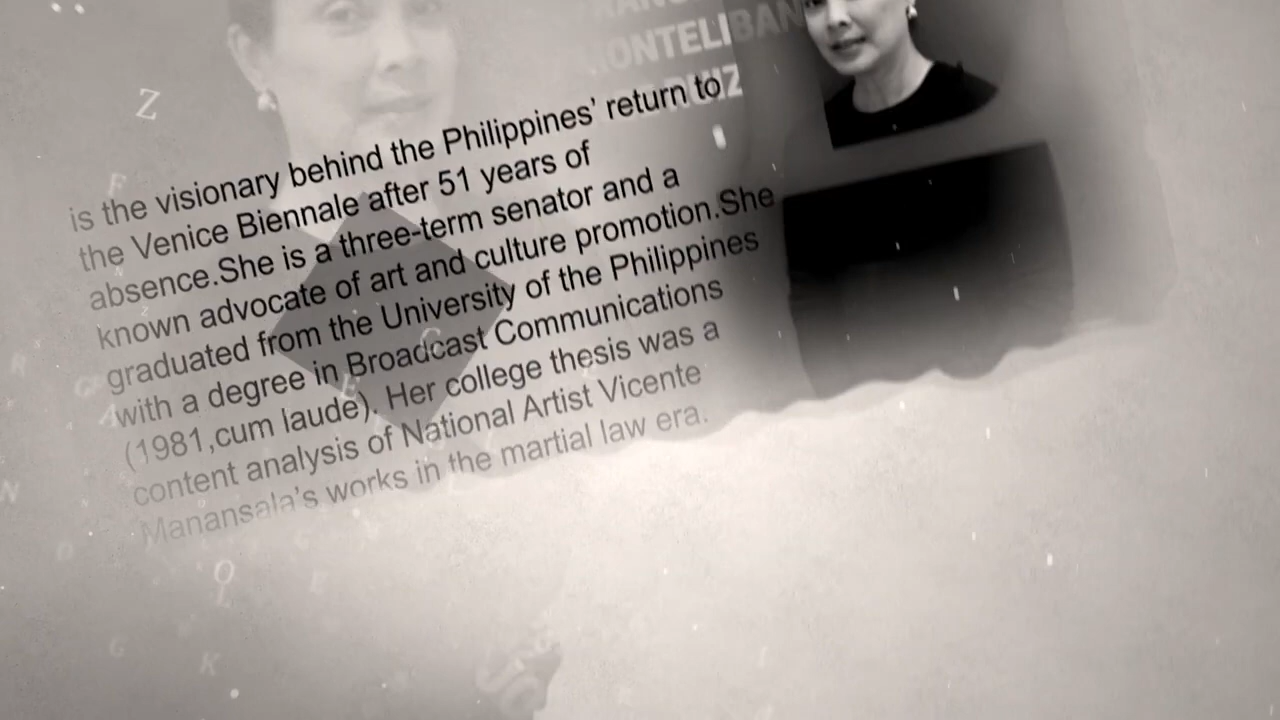 MONTELIBANO
is the visionary behind the Philippines’ return to
the Venice Biennale after 51 years of
absence.She is a three-term senator and a
known advocate of art and culture promotion.She
graduated from the University of the Philippines
with a degree in Broadcast Communications
(1981,cum laude). Her college thesis was a
content analysis of National Artist Vicente
Manansala’s works in the martial law era.